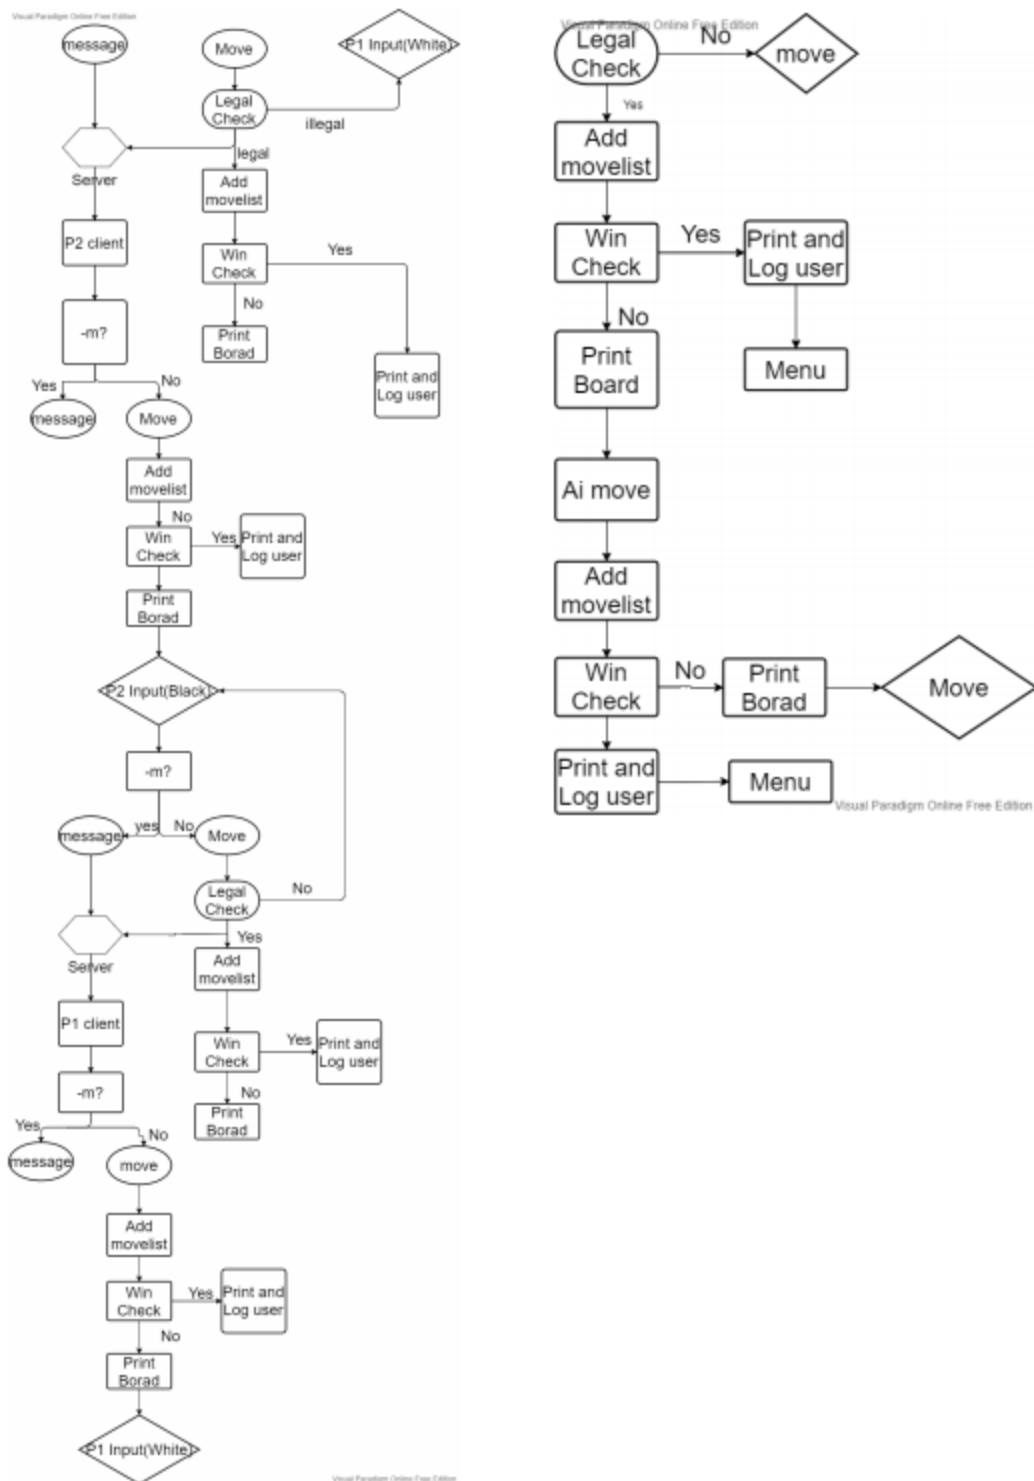 Visual Paradigm Online Free Edition
message
Move
P1 Input(White)
Legal
Check
illegal
legal
Server
Add
movelist
P2 client
Win
Check
Yes
No
-m?
Print
Borad
Print and
Log user
Yes
No
message
Move
Add
movelist
No
Win
Check
Yes
Print and
Log user
Print
Borad
P2 Input(Black)
-m?
message
yes
No
Move
Legal
Check
No
Yes
Server
Add
movelist
P1 client
Win
Check
Yes
Print and
Log user
-m?
No
Print
Borad
Yes
No
message
move
Add
movelist
Win
Check
Yes
Print and
Log user
No
Print
Borad
P1 Input(White)
Visual Paradigm Online Free Edition
Visual Paradigm Online Free Edition
Legal
Check
No
move
Yes
Add
movelist
Win
Check
Yes
Print and
Log user
No
Print
Board
Menu
Ai move
Add
movelist
Win
Check
No
Print
Borad
Move
Print and
Log user
Menu
Visual Paradigm Online Free Edition